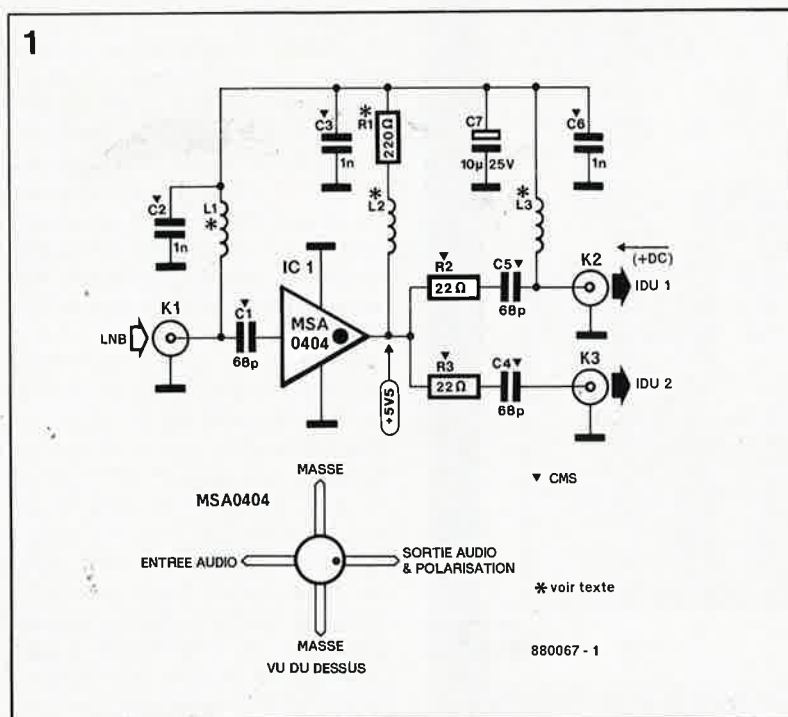 1
C3
1n
*
R1
220Ω
C7
10µ 25V
C6
1n
C2
1n
L1
*
*
L2
*
L3
IC 1
K1
LNB
C1
68p
MSA
0404
R2
22Ω
C5
68p
K2
(+DC)
IDU 1
+5V5
R3
22Ω
C4
68p
K3
IDU 2
MASSE
MSA0404
ENTREE AUDIO
SORTIE AUDIO
& POLARISATION
MASSE
VU DU DESSUS
▼ CMS
* voir texte
880067 - 1